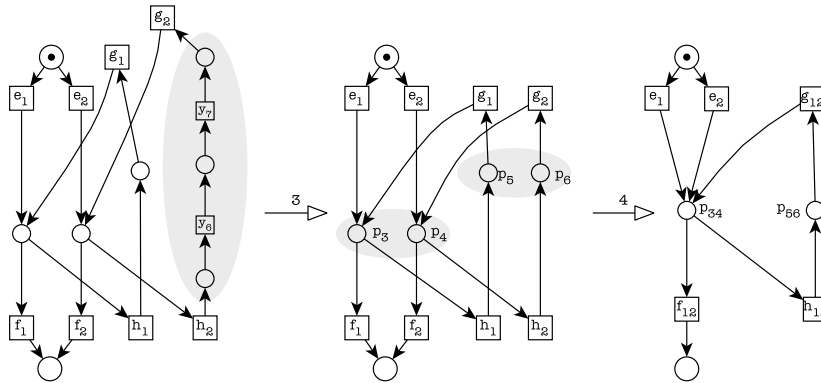 g₂
g₁
e₁ e₂
y₇
y₆
f₁ f₂ h₁ h₂
3
e₁ e₂ g₁ g₂
p₅ p₆
p₃ p₄
f₁ f₂ h₁ h₂
4
e₁ e₂ g₁₂
p₃₄ p₅₆
f₁₂